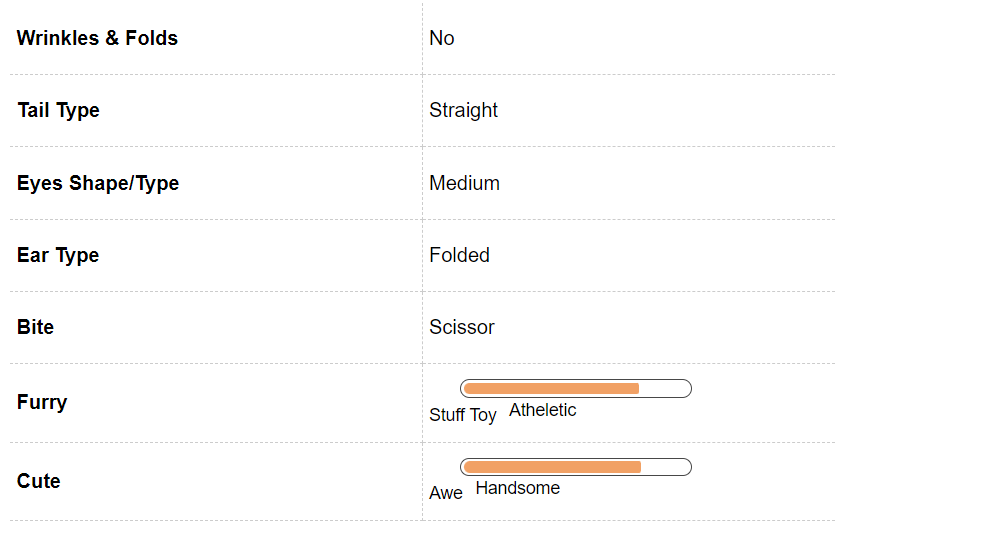 Wrinkles & Folds No
Tail Type Straight
Eyes Shape/Type Medium
Ear Type Folded
Bite Scissor
Furry Stuff Toy Atheletic
Cute Awe Handsome